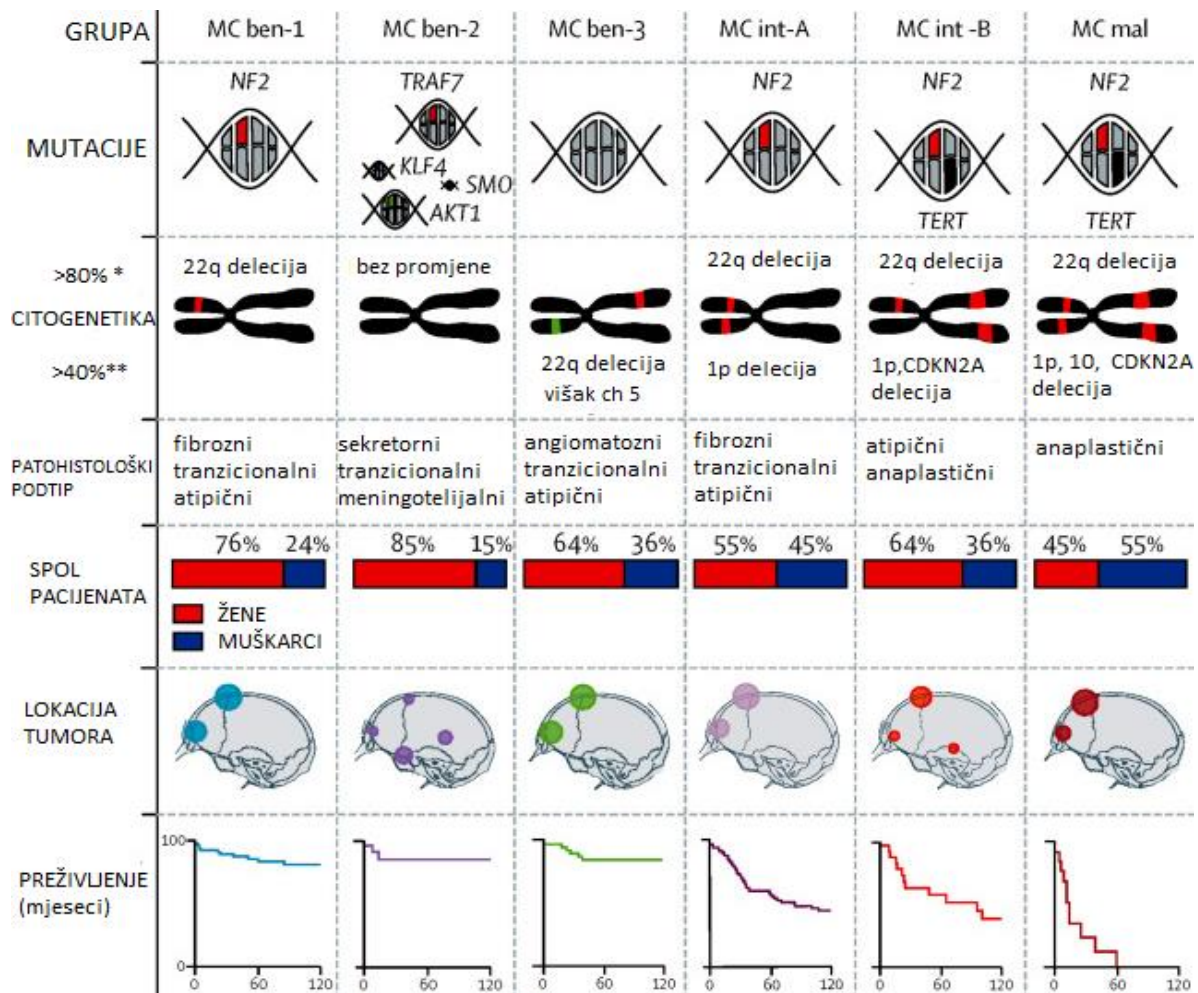 GRUPA MC ben-1 MC ben-2 MC ben-3 MC int-A MC int -B MC mal
MUTACIJE
NF2
TRAF7
KLF4
SMO
AKT1
NF2
NF2
TERT
NF2
TERT
>80% *
CITOGENETIKA
>40%**
22q delecija
bez promjene
22q delecija
višak ch 5
22q delecija
1p delecija
22q delecija
1p,CDKN2A
delecija
22q delecija
1p, 10, CDKN2A
delecija
PATOHISTOLOŠKI
PODTIP
fibrozni
tranzicionalni
atipični
sekretorni
tranzicionalni
meningotelijalni
angiomatozni
tranzicionalni
atipični
fibrozni
tranzicionalni
atipični
atipični
anaplastični
anaplastični
SPOL
PACIJENATA
76% 24%
85% 15%
64% 36%
55% 45%
64% 36%
45% 55%
ŽENE
MUŠKARCI
LOKACIJA
TUMORA
PREŽIVLJENJE
(mjeseci)
100
0
0 60 120
0 60 120
0 60 120
0 60 120
0 60 120
0 60 120